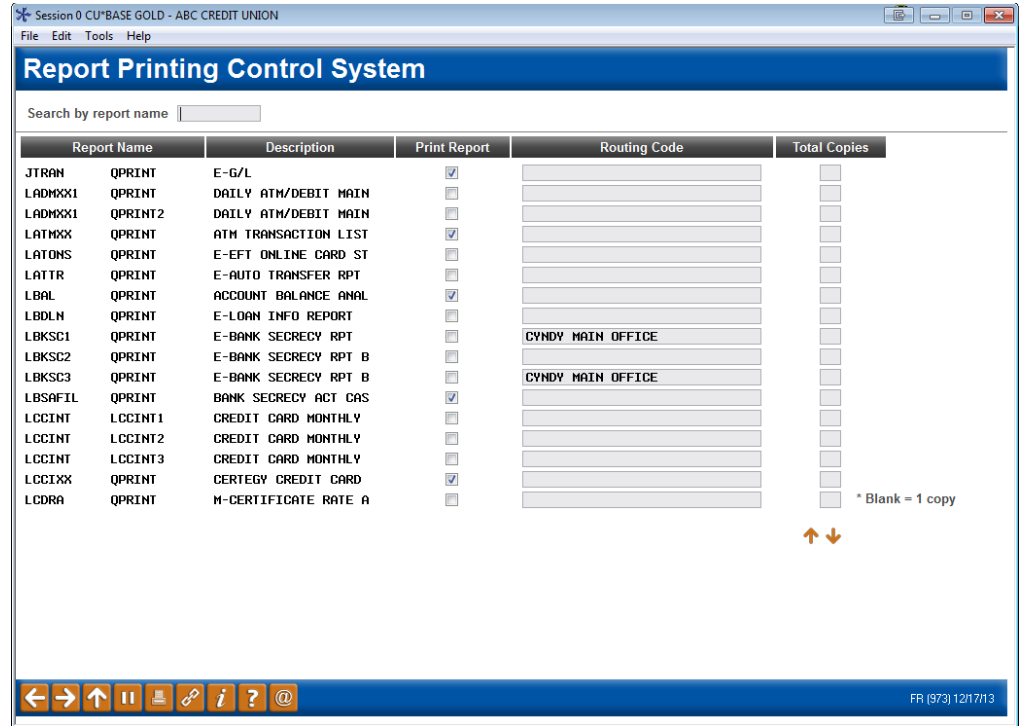 Session 0 CU*BASE GOLD - ABC CREDIT UNION
File Edit Tools Help
Report Printing Control System
Search by report name
Report Name Description Print Report Routing Code Total Copies
JTRAN QPRINT E-G/L
LADMXX1 QPRINT DAILY ATM/DEBIT MAIN
LADMXX1 QPRINT2 DAILY ATM/DEBIT MAIN
LATMXX QPRINT ATM TRANSACTION LIST
LATONS QPRINT E-EFT ONLINE CARD ST
LATTR QPRINT E-AUTO TRANSFER RPT
LBAL QPRINT ACCOUNT BALANCE ANAL
LBDLN QPRINT E-LOAN INFO REPORT
LBKSC1 QPRINT E-BANK SECRECY RPT CYNDY MAIN OFFICE
LBKSC2 QPRINT E-BANK SECRECY RPT B
LBKSC3 QPRINT E-BANK SECRECY RPT B CYNDY MAIN OFFICE
LBSAFIL QPRINT BANK SECRECY ACT CAS
LCCINT LCCINT1 CREDIT CARD MONTHLY
LCCINT LCCINT2 CREDIT CARD MONTHLY
LCCINT LCCINT3 CREDIT CARD MONTHLY
LCCIXX QPRINT CERTEGY CREDIT CARD
LCDRA QPRINT M-CERTIFICATE RATE A * Blank = 1 copy
FR (973) 12/17/13